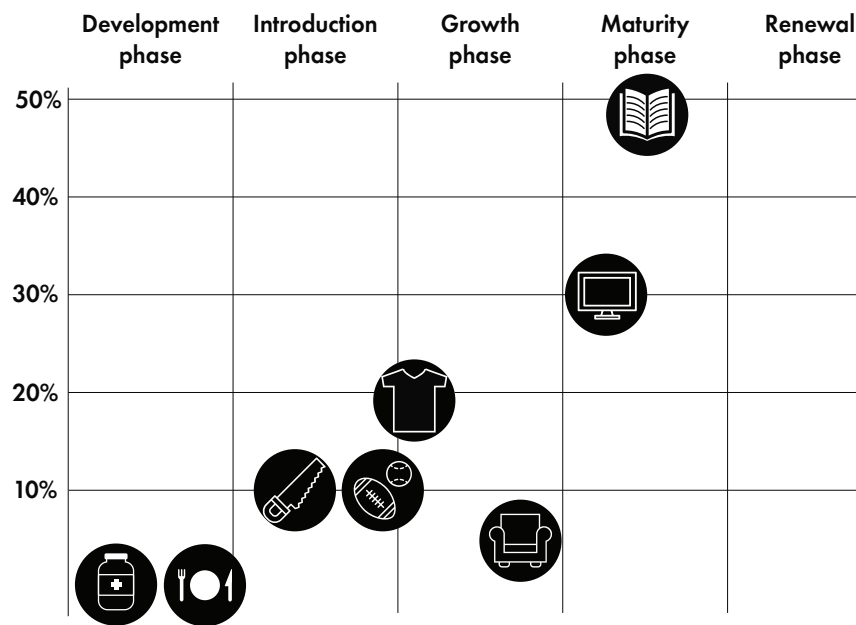 Development phase
Introduction phase
Growth phase
Maturity phase
Renewal phase
50%
40%
30%
20%
10%